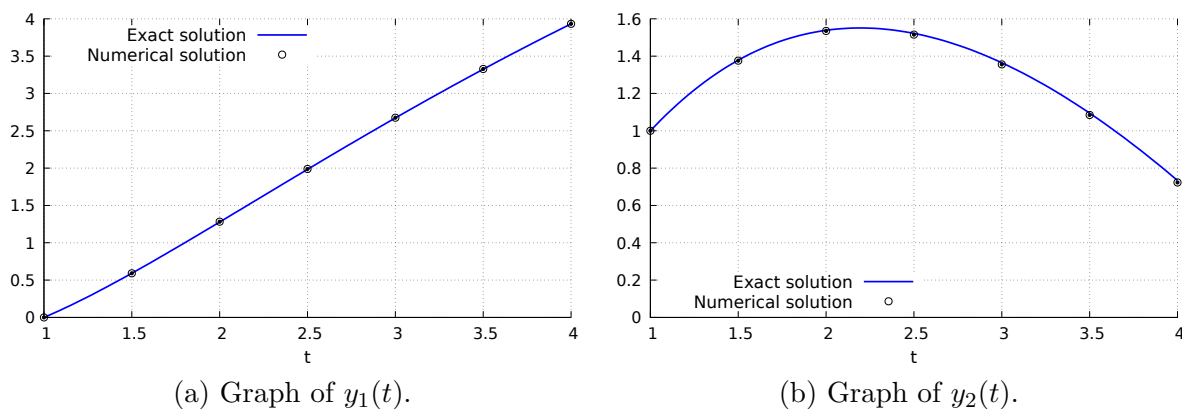 4
3.5
3
2.5
2
1.5
1
0.5
0
Exact solution
Numerical solution
1 1.5 2 2.5 3 3.5 4
t
(a) Graph of y₁(t).
1.6
1.4
1.2
1
0.8
0.6
0.4
0.2
0
Exact solution
Numerical solution
1 1.5 2 2.5 3 3.5 4
t
(b) Graph of y₂(t).